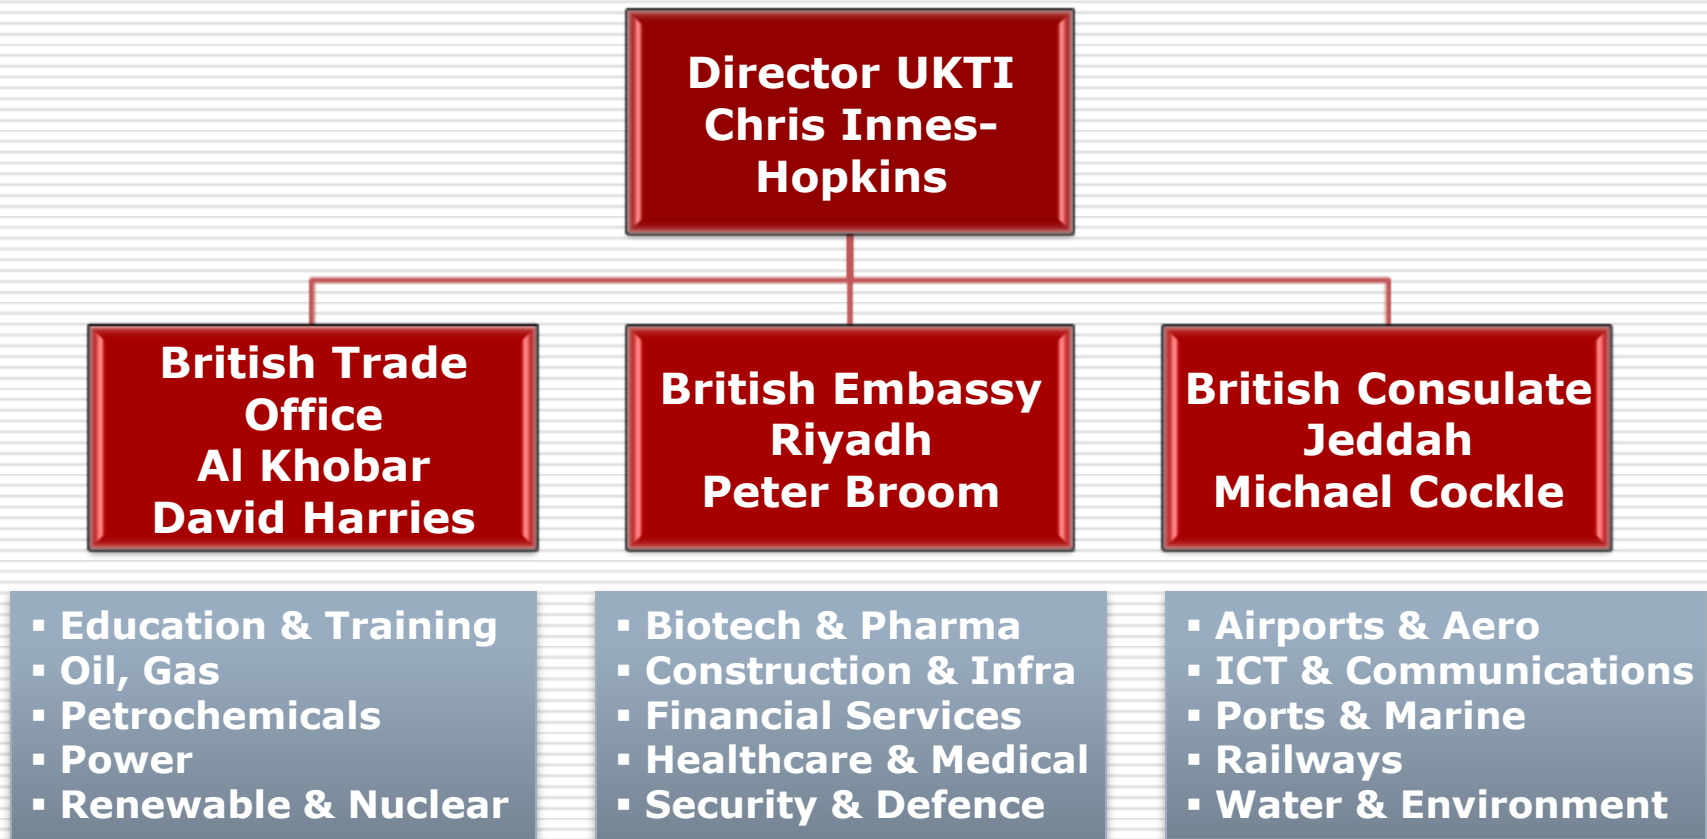 Director UKTI
Chris Innes-
Hopkins
British Trade
Office
Al Khobar
David Harries
British Embassy
Riyadh
Peter Broom
British Consulate
Jeddah
Michael Cockle
▪ Education & Training
▪ Oil, Gas
▪ Petrochemicals
▪ Power
▪ Renewable & Nuclear
▪ Biotech & Pharma
▪ Construction & Infra
▪ Financial Services
▪ Healthcare & Medical
▪ Security & Defence
▪ Airports & Aero
▪ ICT & Communications
▪ Ports & Marine
▪ Railways
▪ Water & Environment